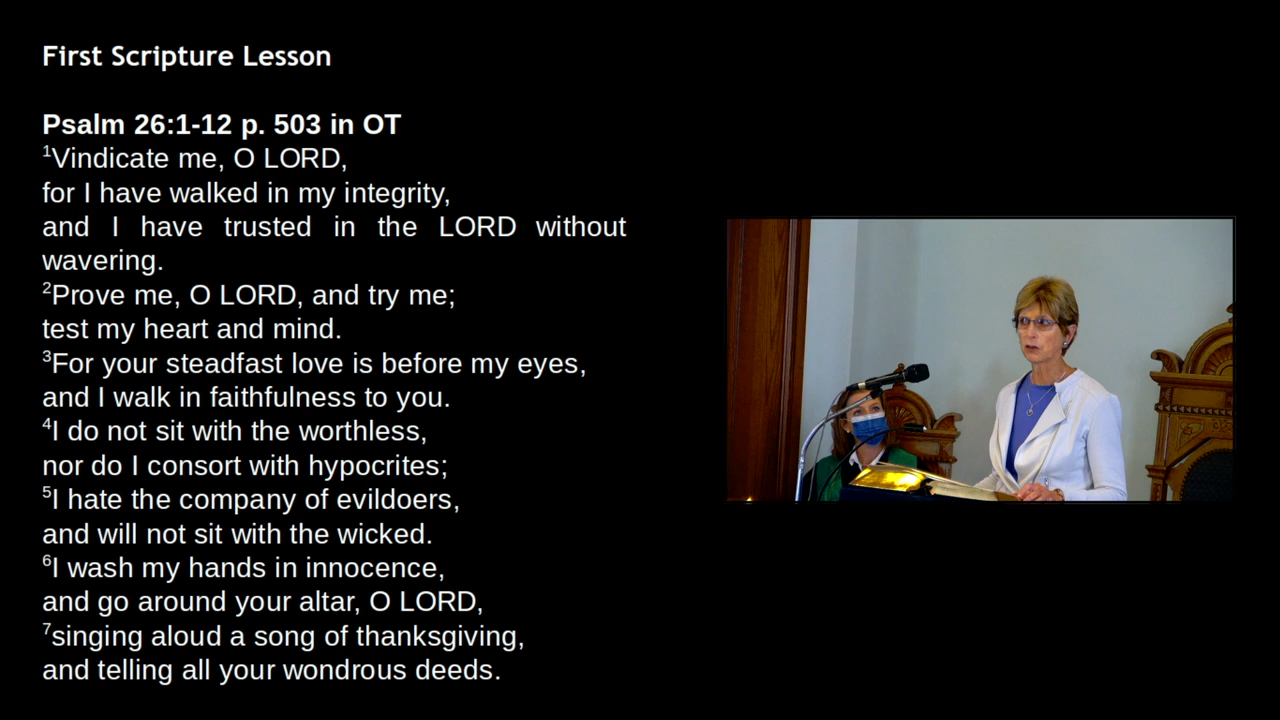 First Scripture Lesson
Psalm 26:1-12 p. 503 in OT
¹Vindicate me, O LORD,
for I have walked in my integrity,
and I have trusted in the LORD without
wavering.
²Prove me, O LORD, and try me;
test my heart and mind.
³For your steadfast love is before my eyes,
and I walk in faithfulness to you.
⁴I do not sit with the worthless,
nor do I consort with hypocrites;
⁵I hate the company of evildoers,
and will not sit with the wicked.
⁶I wash my hands in innocence,
and go around your altar, O LORD,
⁷singing aloud a song of thanksgiving,
and telling all your wondrous deeds.